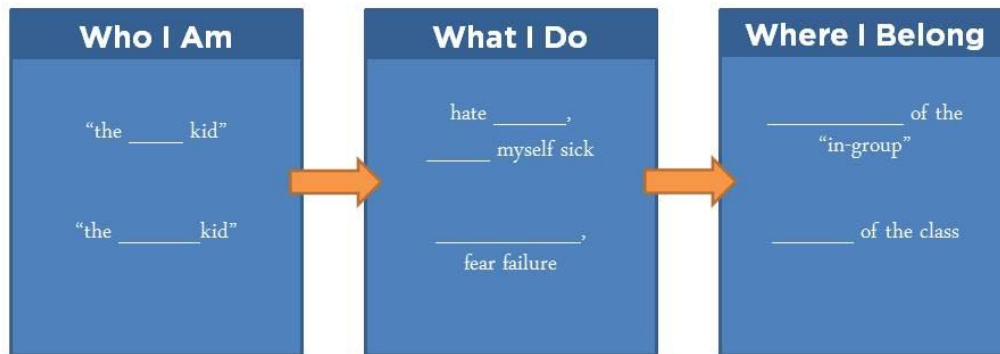 Who I Am
“the _____ kid”
“the ________kid”
What I Do
hate _______,
______ myself sick
______________,
fear failure
Where I Belong
_____________ of the
“in-group”
________ of the class